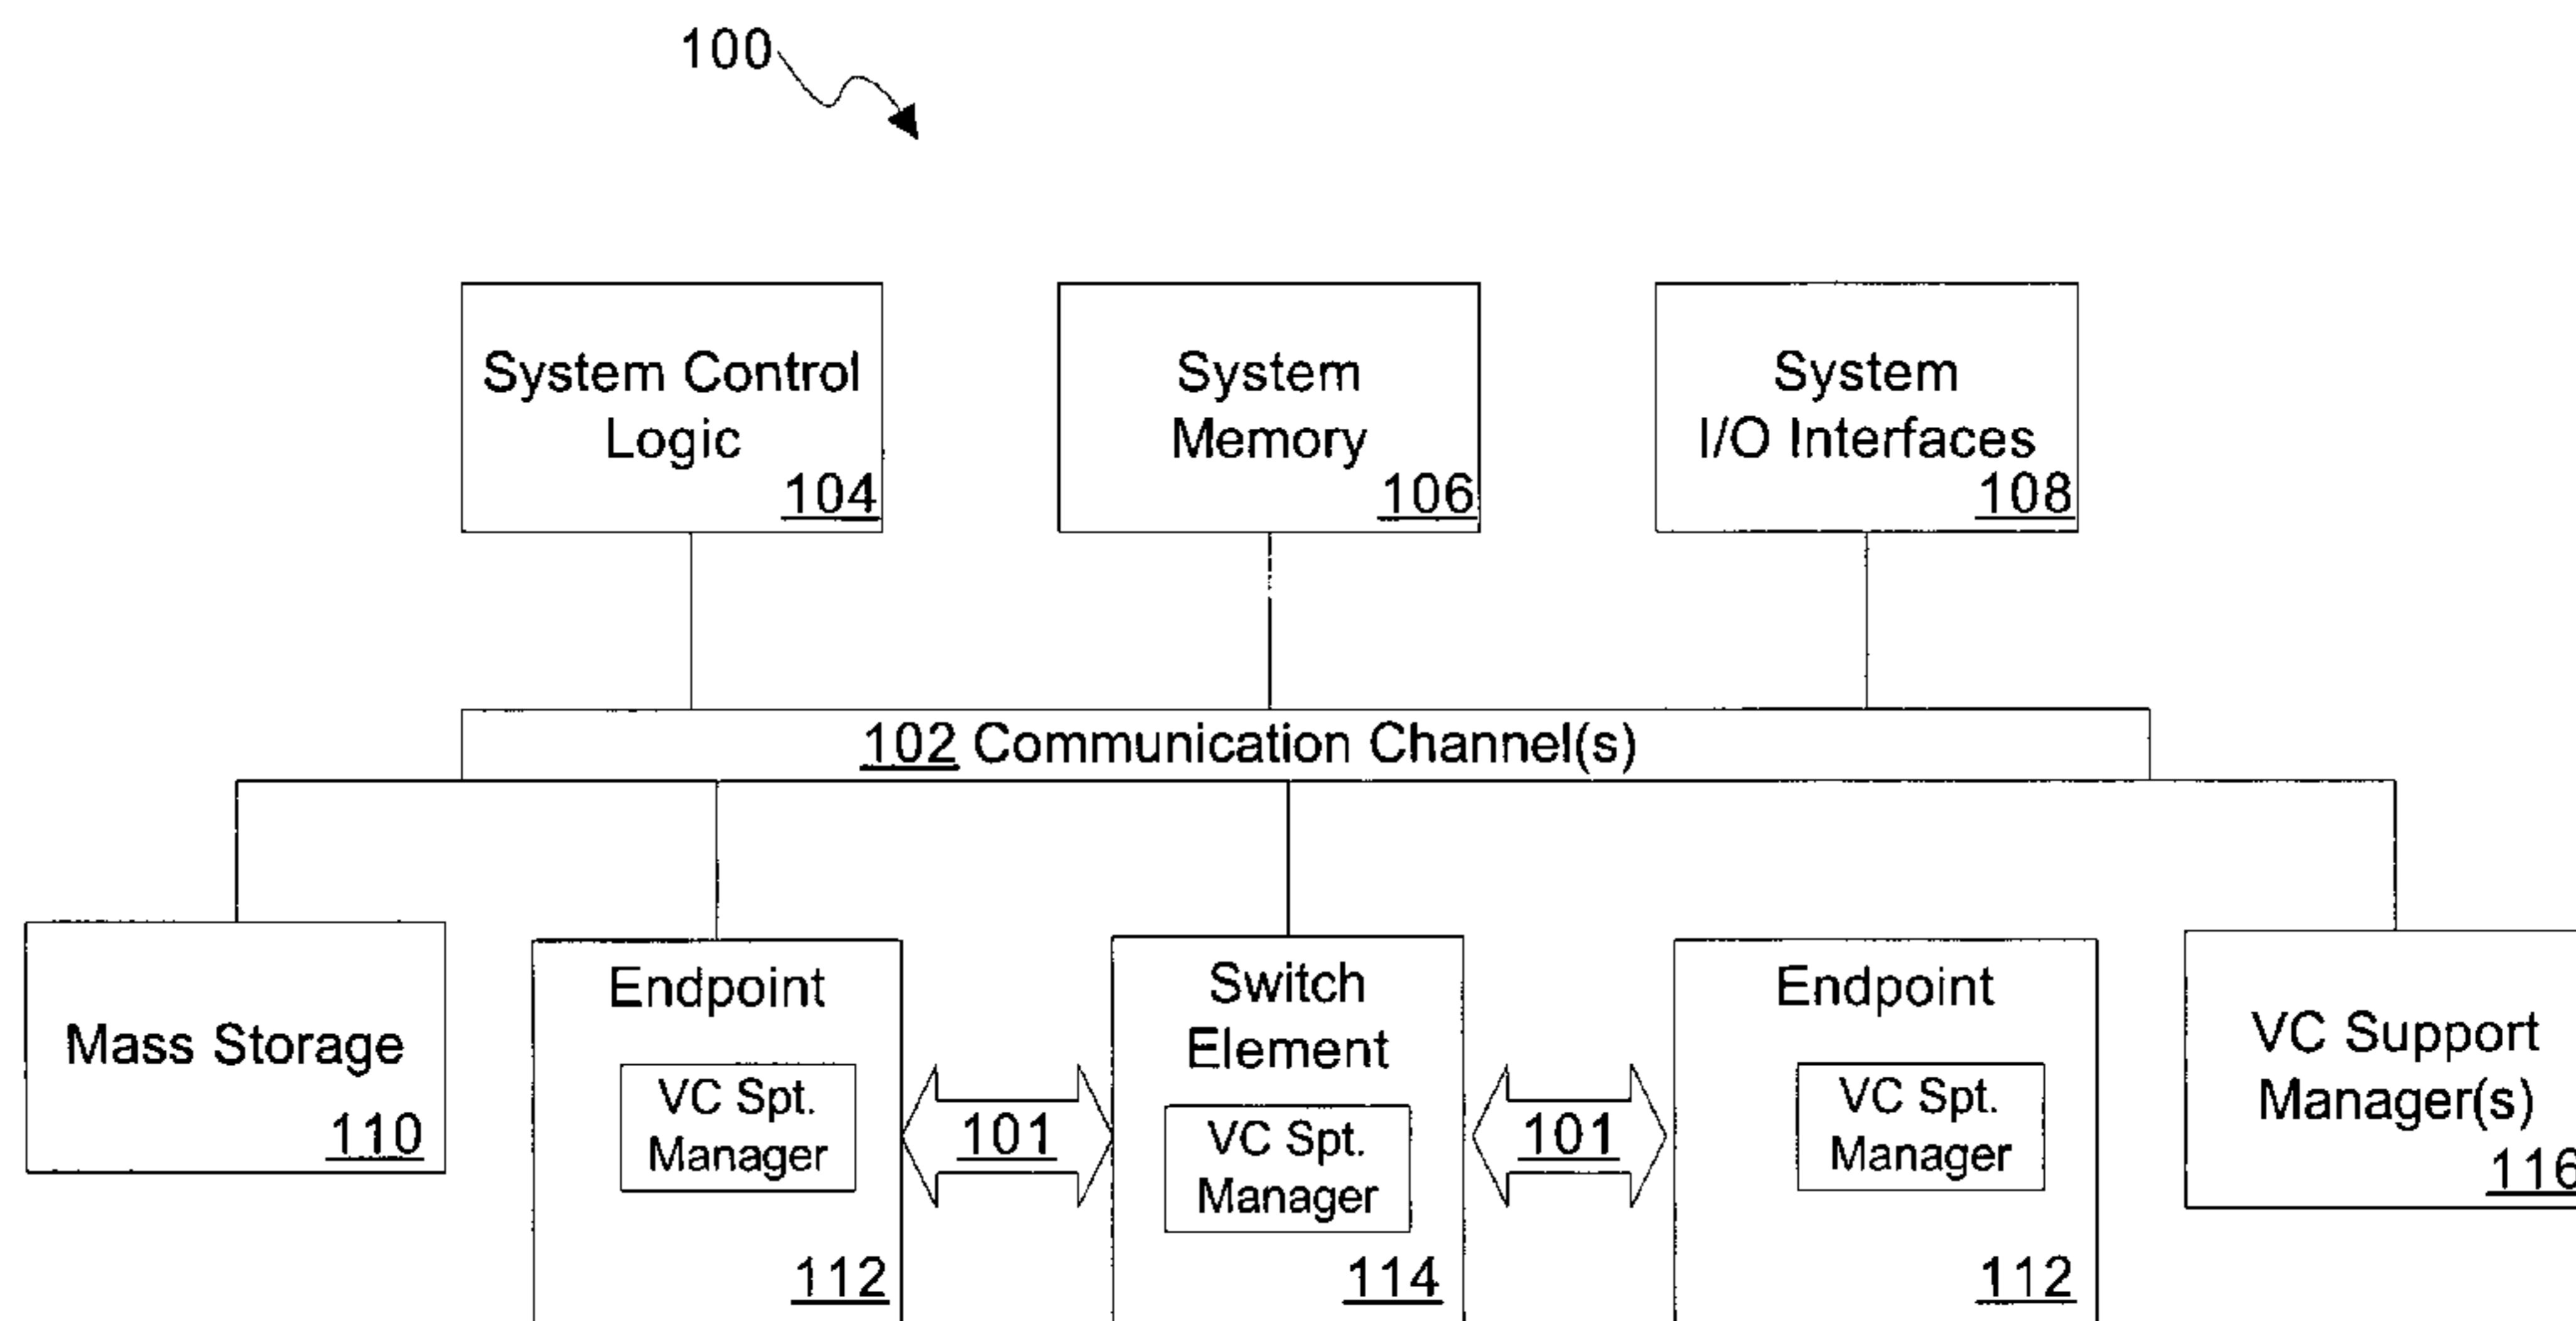 100
System Control
Logic
104
System
Memory
106
System
I/O Interfaces
108
102 Communication Channel(s)
Mass Storage
110
Endpoint
VC Spt.
Manager
112
101
Switch
Element
VC Spt.
Manager
114
101
Endpoint
VC Spt.
Manager
112
VC Support
Manager(s)
116